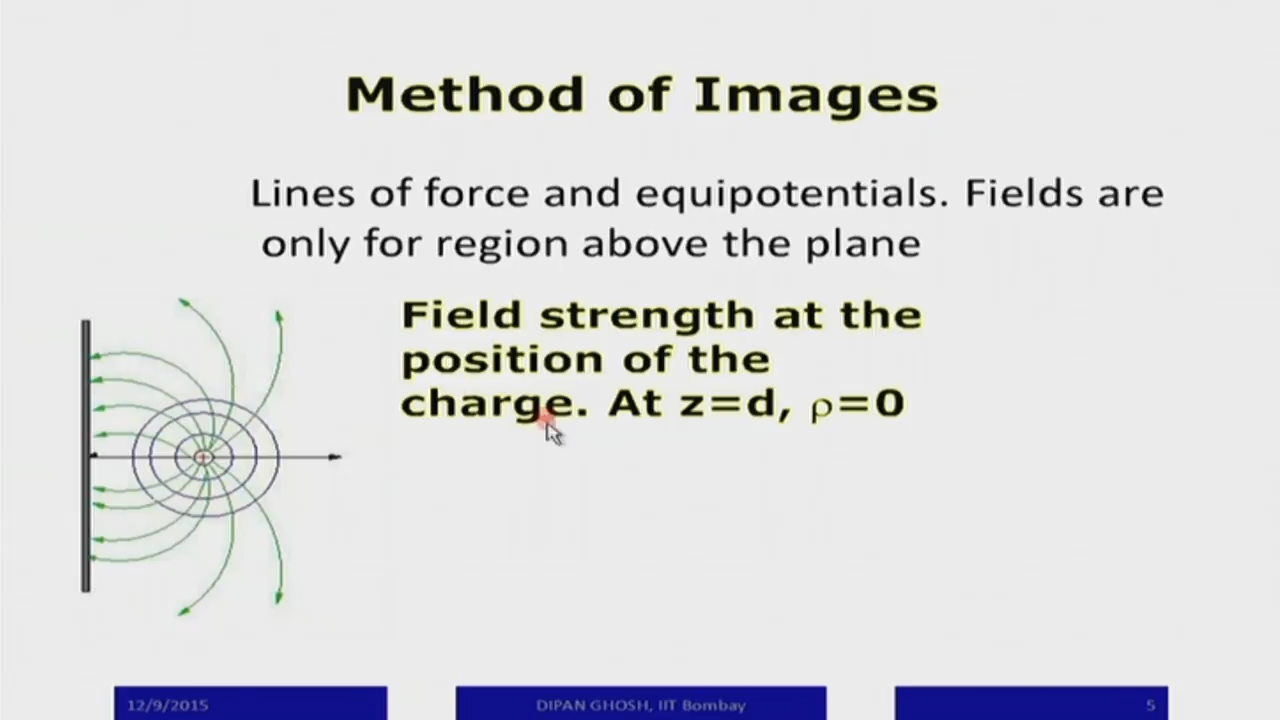 Method of Images
Lines of force and equipotentials. Fields are
only for region above the plane
Field strength at the
position of the
charge. At z=d, ρ=0
12/9/2015
DIPAN GHOSH, IIT Bombay
5